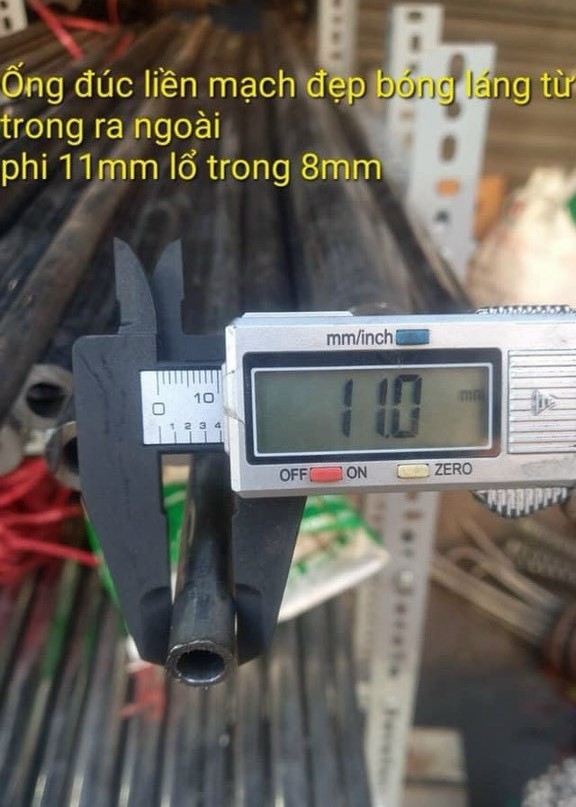 Ống đúc liền mạch đẹp bóng láng từ
trong ra ngoài
phi 11mm lổ trong 8mm
mm/inch
11.0 mm
0 10
1 2 3 4
OFF ON ZERO